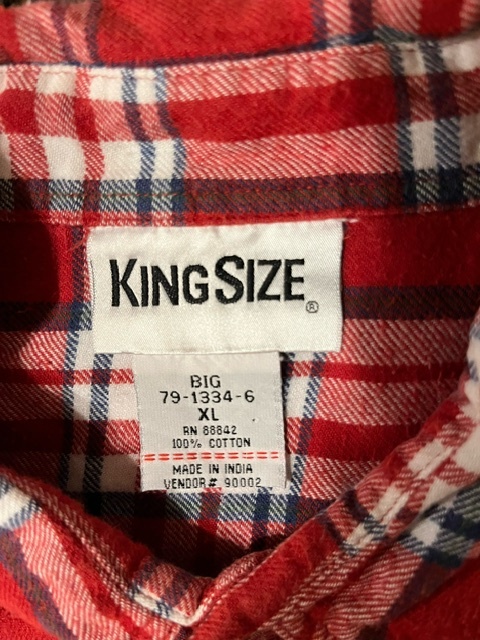 KINGSIZE®
BIG
79-1334-6
XL
RN 88842
100% COTTON
MADE IN INDIA
VENDOR# 90002